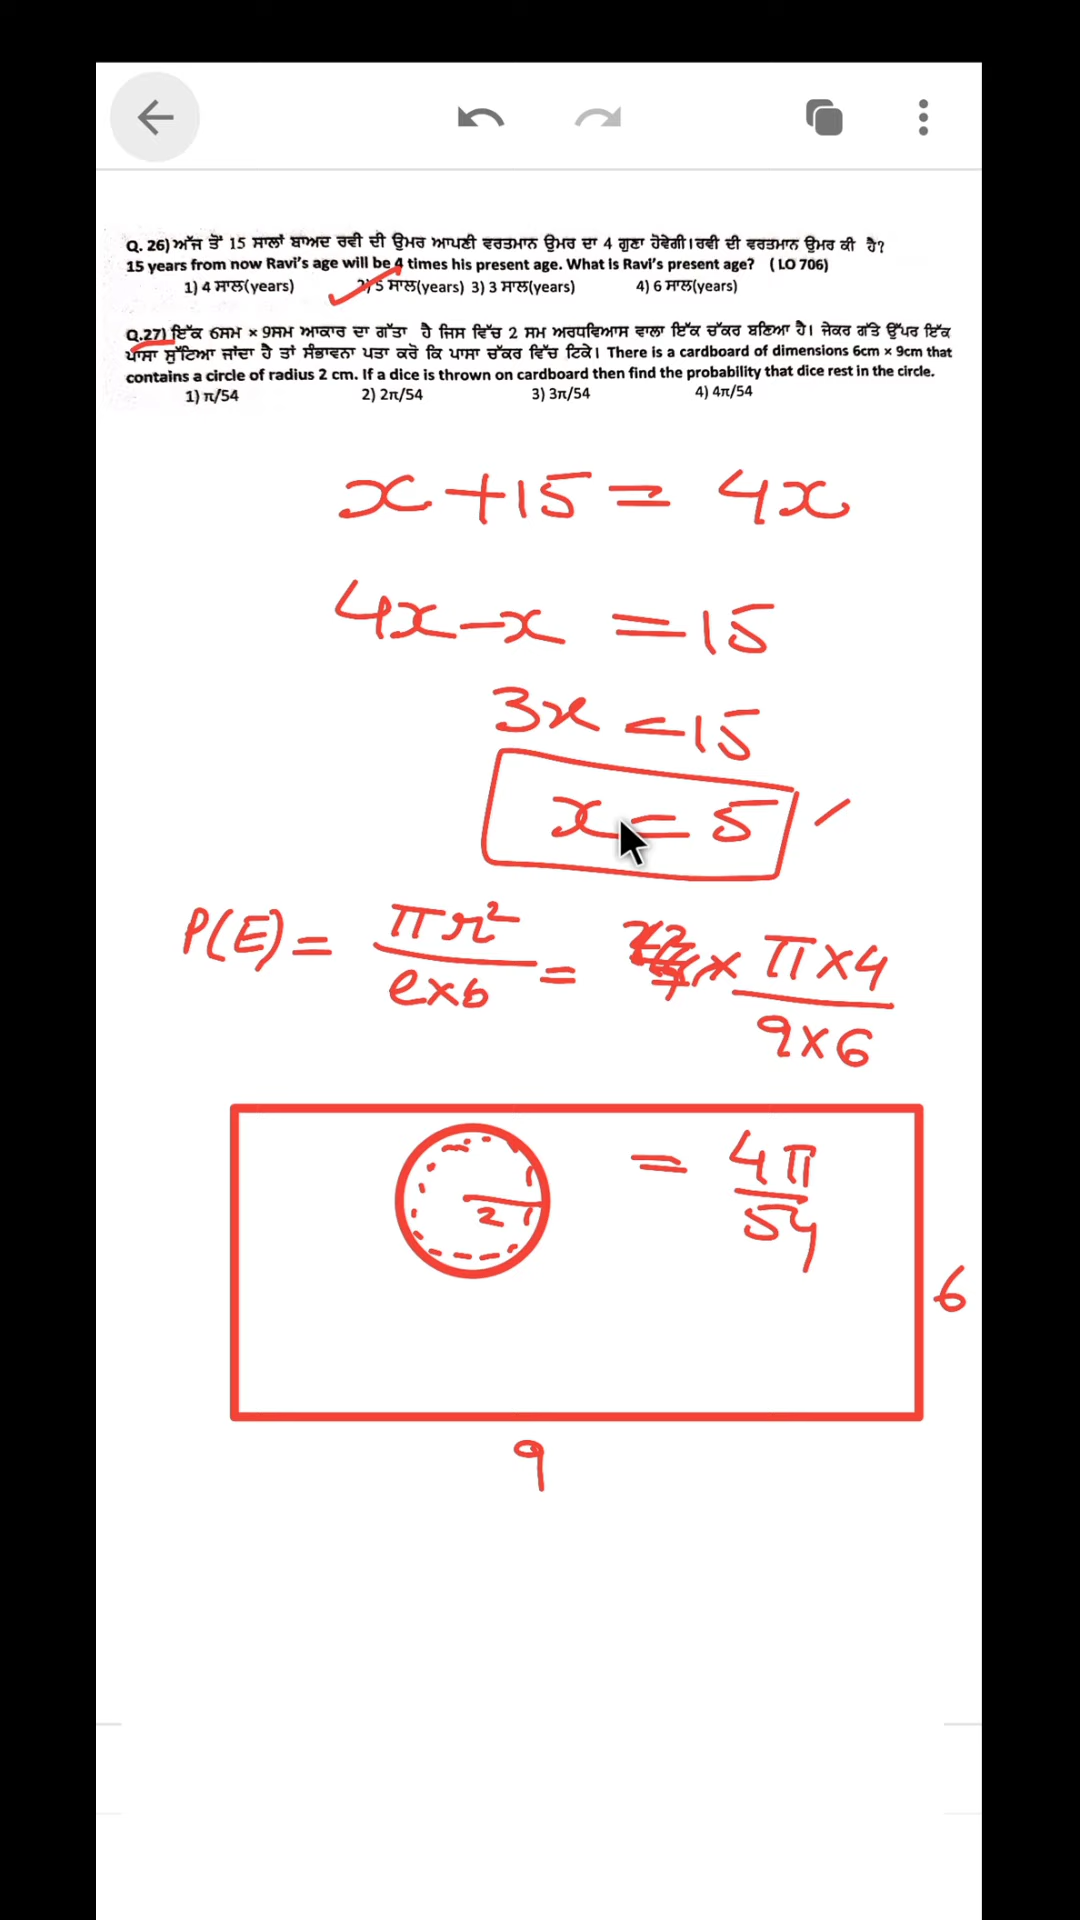 Q. 26) ਅੱਜ ਤੋਂ 15 ਸਾਲਾਂ ਬਾਅਦ ਰਵੀ ਦੀ ਉਮਰ ਆਪਣੀ ਵਰਤਮਾਨ ਉਮਰ ਦਾ 4 ਗੁਣਾ ਹੋਵੇਗੀ।ਰਵੀ ਦੀ ਵਰਤਮਾਨ ਉਮਰ ਕੀ ਹੈ?
15 years from now Ravi's age will be 4 times his present age. What is Ravi's present age? ( LO 706)
1) 4 ਸਾਲ(years) 2) 5 ਸਾਲ(years) 3) 3 ਸਾਲ(years) 4) 6 ਸਾਲ(years)
Q.27) ਇੱਕ 6ਸਮ × 9ਸਮ ਆਕਾਰ ਦਾ ਗੱਤਾ ਹੈ ਜਿਸ ਵਿੱਚ 2 ਸਮ ਅਰਧਵਿਆਸ ਵਾਲਾ ਇੱਕ ਚੱਕਰ ਬਣਿਆ ਹੈ। ਜੇਕਰ ਗੱਤੇ ਉੱਪਰ ਇੱਕ
ਪਾਸਾ ਸੁੱਟਿਆ ਜਾਂਦਾ ਹੈ ਤਾਂ ਸੰਭਾਵਨਾ ਪਤਾ ਕਰੋ ਕਿ ਪਾਸਾ ਚੱਕਰ ਵਿੱਚ ਟਿਕੇ। There is a cardboard of dimensions 6cm × 9cm that
contains a circle of radius 2 cm. If a dice is thrown on cardboard then find the probability that dice rest in the circle.
1) π/54 2) 2π/54 3) 3π/54 4) 4π/54
x + 15 = 4x
4x - x = 15
3x = 15
x = 5
P(E) = πr²/(l×b) = × (π×4)/(9×6)
= 4π/54
2
6
9